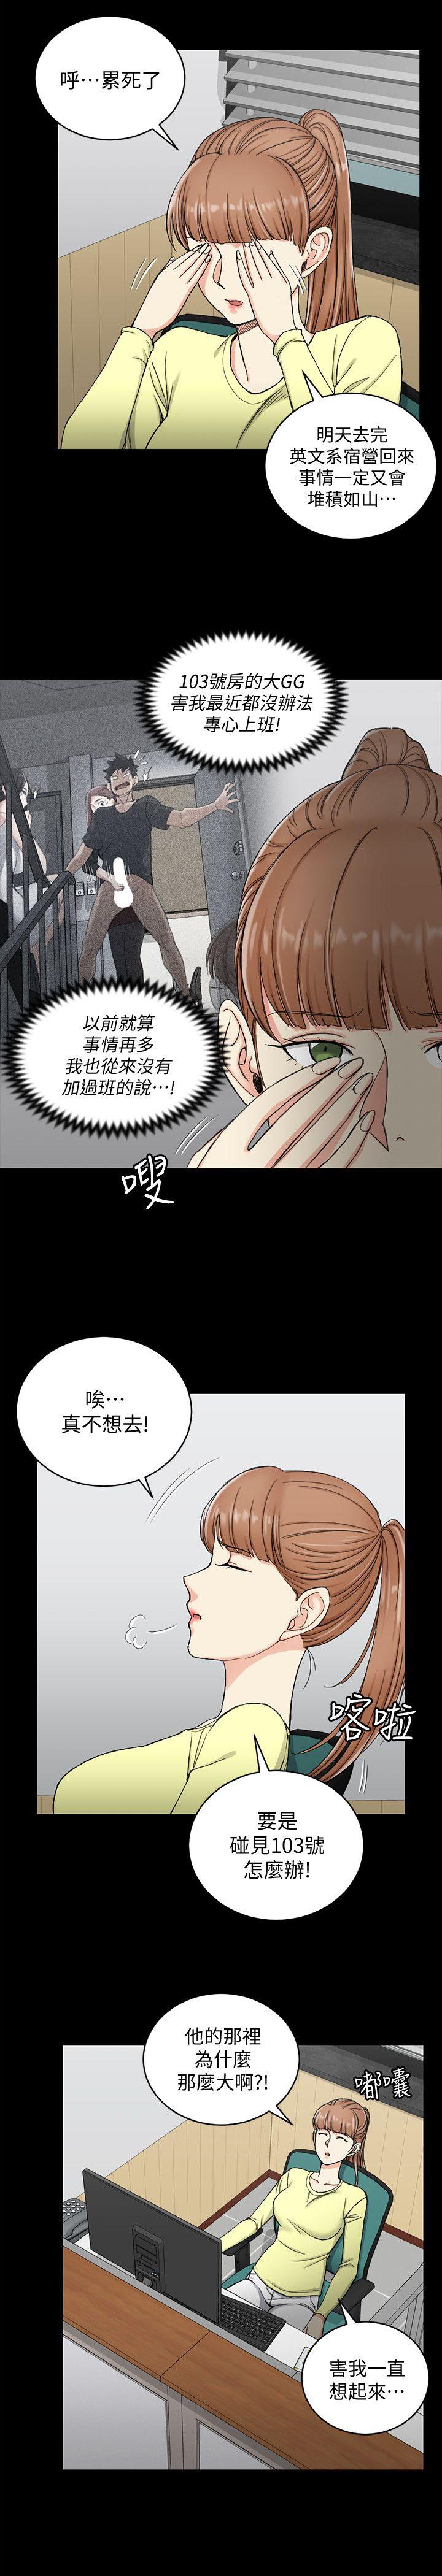 呼⋯累死了
明天去完
英文系宿營回來
事情一定又會
堆積如山⋯
103號房的大GG
害我最近都沒辦法
專心上班!
以前就算
事情再多
我也從來沒有
加過班的說⋯!
嗖
唉⋯
真不想去!
喀啦
要是
碰見103號
怎麼辦!
他的那裡
為什麼
那麼大啊?!
嘟囔
害我一直
想起來⋯